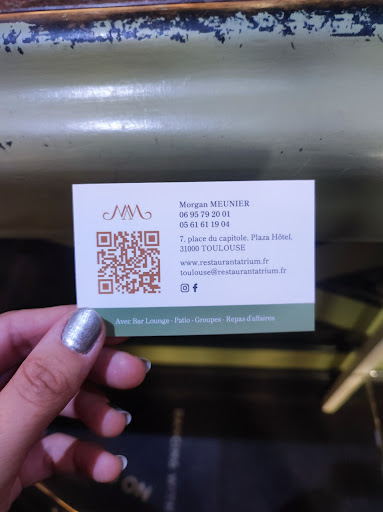 Morgan MEUNIER
06 95 79 20 01
05 61 61 19 04
7, place du capitole, Plaza Hôtel,
31000 TOULOUSE
www.restaurantatrium.fr
toulouse@restaurantatrium.fr
Avec Bar Lounge - Patio - Groupes - Repas d'affaires